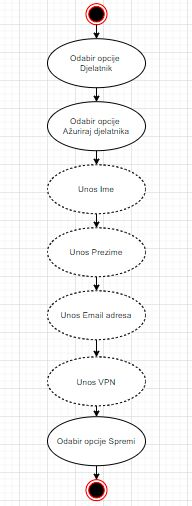 Odabir opcije
Djelatnik
Odabir opcije
Ažuriraj djelatnika
Unos Ime
Unos Prezime
Unos Email adresa
Unos VPN
Odabir opcije Spremi